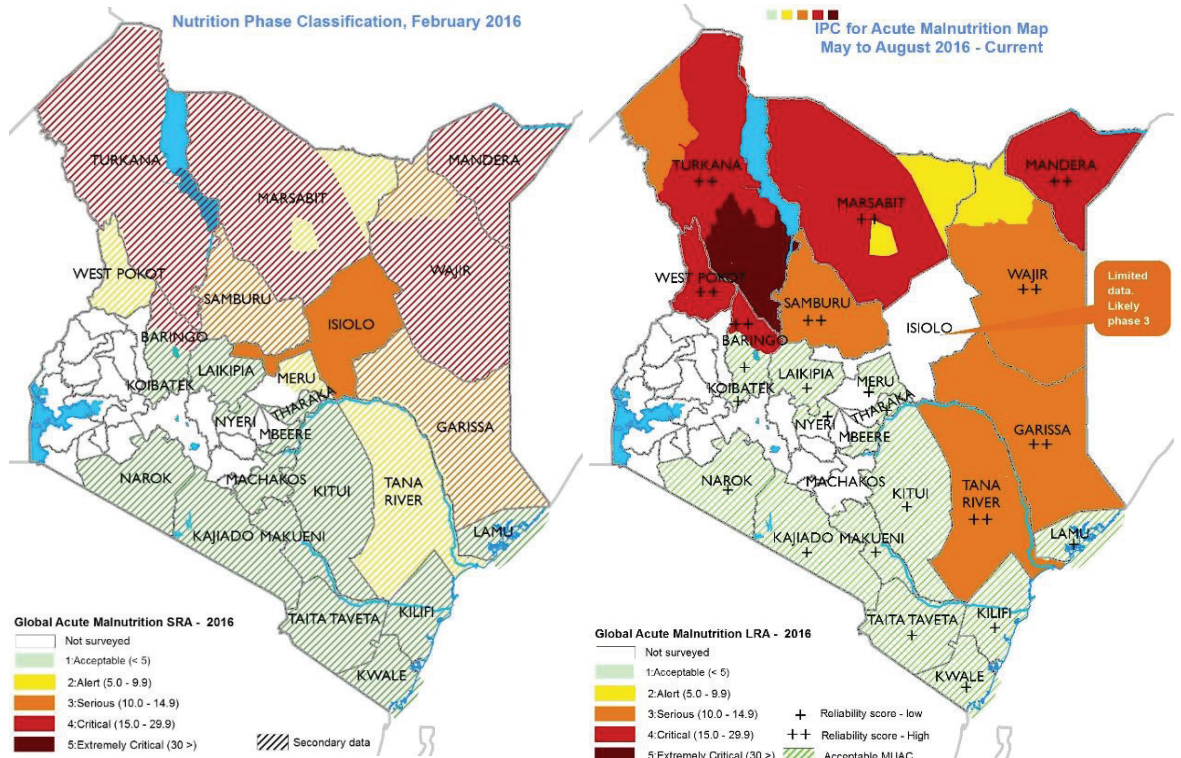 Nutrition Phase Classification, February 2016
TURKANA
MANDERA
MARSABIT
WEST POKOT
WAJIR
SAMBURU
ISIOLO
BARINGO
LAIKIPIA
MERU
KOIBATEK
THARAKA
NYERI
MBEERE
GARISSA
NAROK
MACHAKOS
KITUI
TANA
RIVER
LAMU
KAJIADO
MAKUENI
TAITA TAVETA
KILIFI
KWALE
Global Acute Malnutrition SRA - 2016
Not surveyed
1:Acceptable (< 5)
2:Alert (5.0 - 9.9)
3:Serious (10.0 - 14.9)
4:Critical (15.0 - 29.9)
5:Extremely Critical (30 >)
Secondary data
IPC for Acute Malnutrition Map
May to August 2016 - Current
TURKANA
++
MANDERA
++
MARSABIT
++
WEST POKOT
++
WAJIR
++
Limited
data.
Likely
phase 3
SAMBURU
++
ISIOLO
++
BARINGO
+
LAIKIPIA
+
MERU
+
KOIBATEK
+
THARAKA
+
NYERI
+
MBEERE
GARISSA
++
NAROK
+
MACHAKOS
KITUI
+
TANA
RIVER
++
LAMU
+
KAJIADO
+
MAKUENI
+
TAITA TAVETA
+
KILIFI
+
KWALE
+
Global Acute Malnutrition LRA - 2016
Not surveyed
1:Acceptable (< 5)
2:Alert (5.0 - 9.9)
3:Serious (10.0 - 14.9)
4:Critical (15.0 - 29.9)
5:Extremely Critical (30 >)
+ Reliability score - low
++ Reliability score - High
Acceptable MUAC